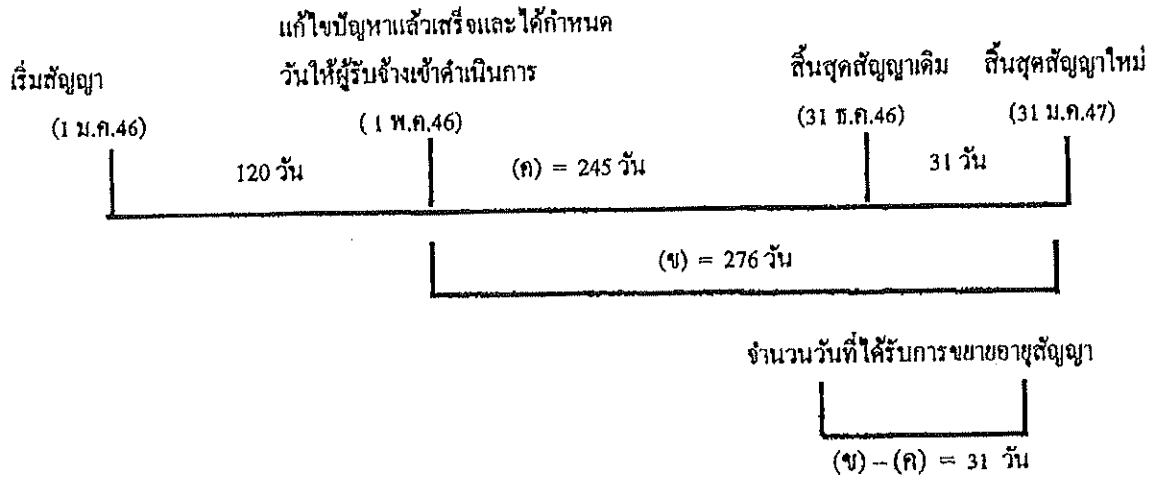 แก้ไขปัญหาแล้วเสร็จและได้กำหนด
วันให้ผู้รับจ้างเข้าดำเนินการ
เริ่มสัญญา
สิ้นสุดสัญญาเดิม
สิ้นสุดสัญญาใหม่
(1 ม.ค.46)
(1 พ.ค.46)
(31 ธ.ค.46)
(31 ม.ค.47)
120 วัน
(ค) = 245 วัน
31 วัน
(ข) = 276 วัน
จำนวนวันที่ได้รับการขยายอายุสัญญา
(ข) – (ค) = 31 วัน